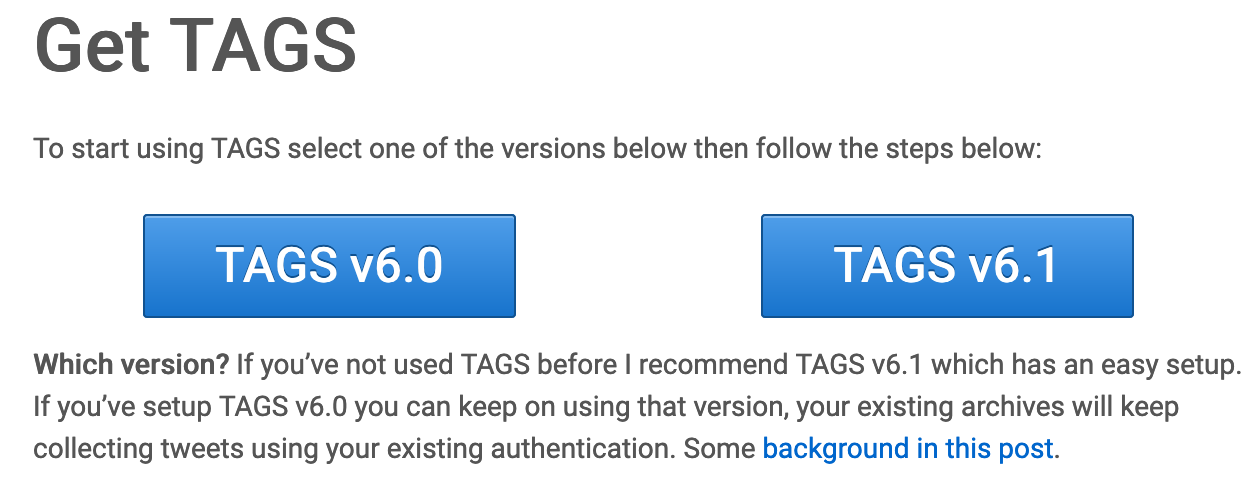 Get TAGS
To start using TAGS select one of the versions below then follow the steps below:
TAGS v6.0
TAGS v6.1
Which version? If you’ve not used TAGS before I recommend TAGS v6.1 which has an easy setup.
If you’ve setup TAGS v6.0 you can keep on using that version, your existing archives will keep
collecting tweets using your existing authentication. Some background in this post.